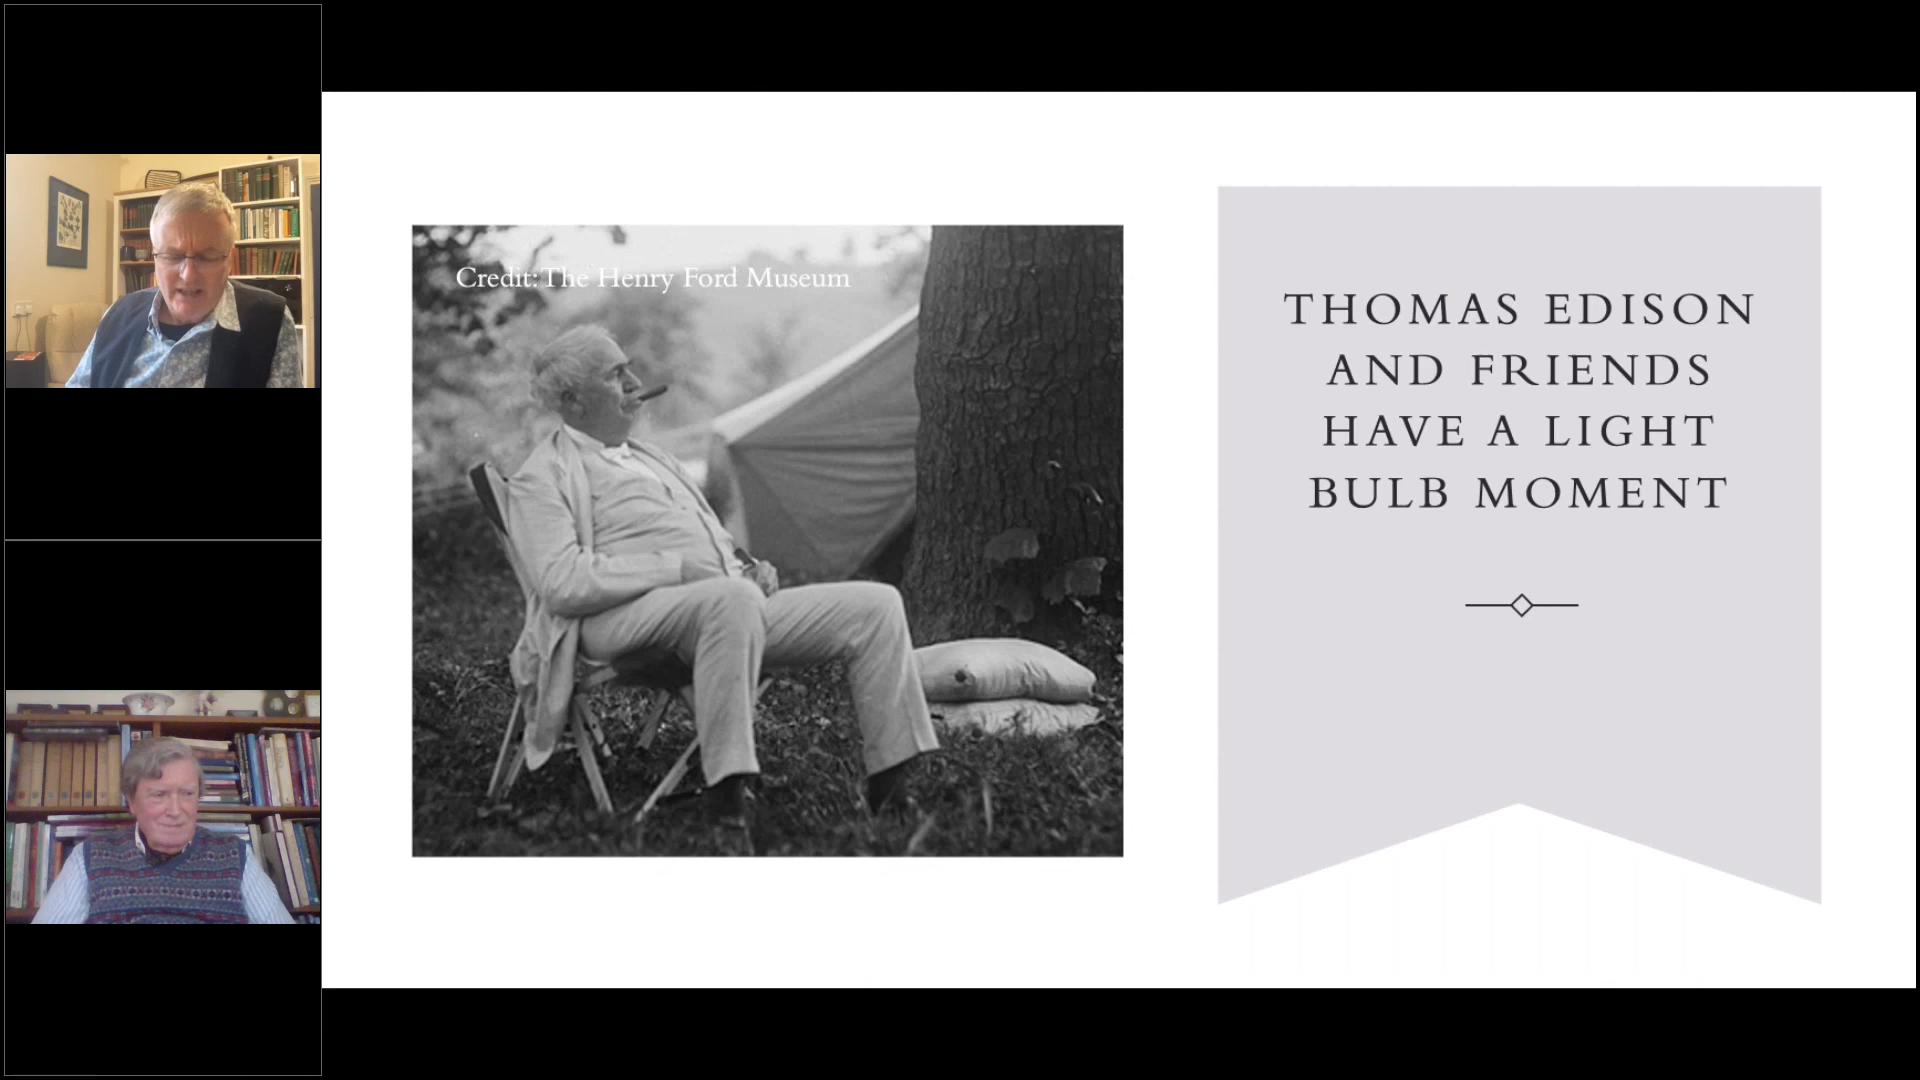 Credit: The Henry Ford Museum
THOMAS EDISON
AND FRIENDS
HAVE A LIGHT
BULB MOMENT